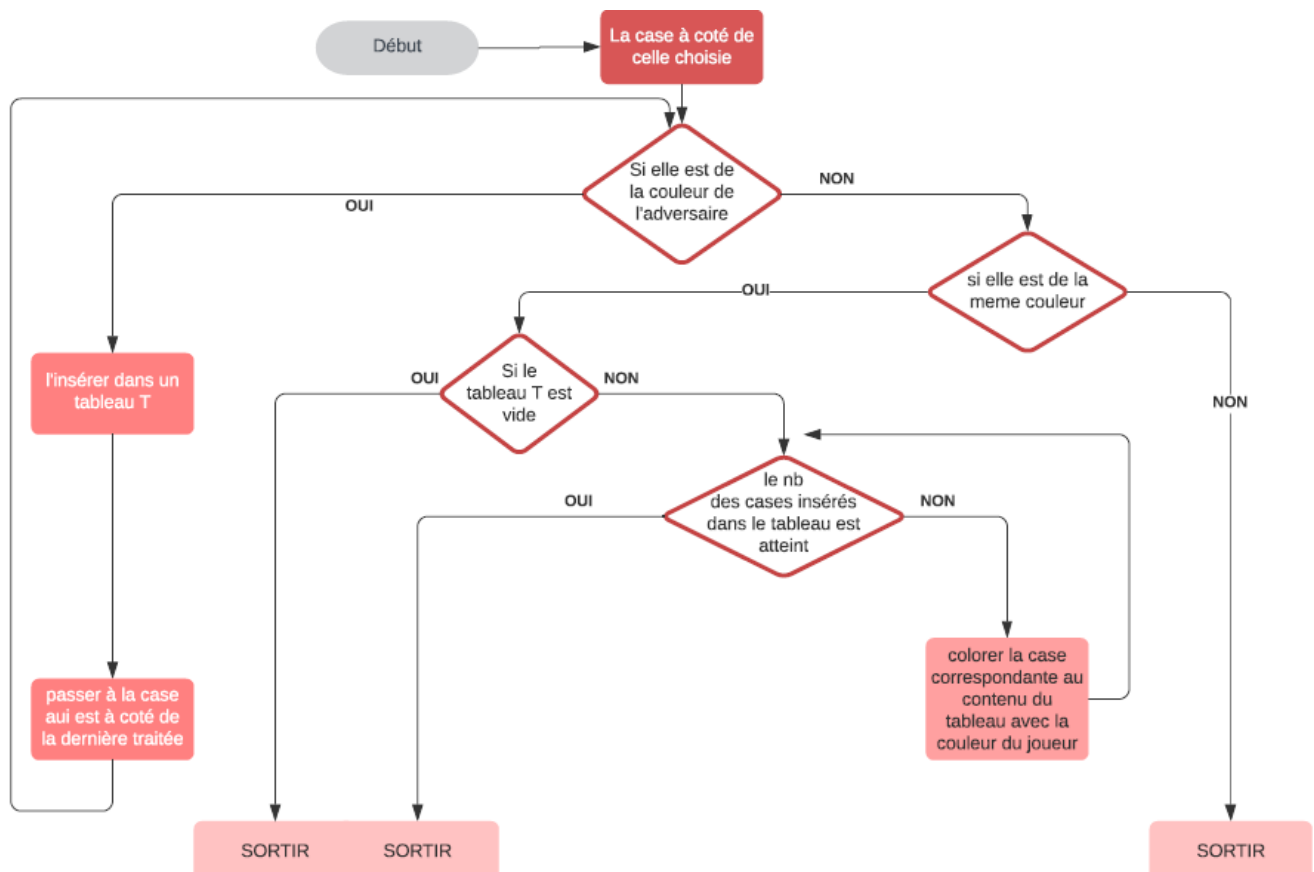 Début
La case à coté de
celle choisie
Si elle est de
la couleur de
l'adversaire
NON
OUI
si elle est de la
meme couleur
OUI
l'insérer dans un
tableau T
OUI
Si le
tableau T est
vide
NON
NON
le nb
des cases insérés
dans le tableau est
atteint
OUI
NON
colorer la case
correspondante au
contenu du
tableau avec la
couleur du joueur
passer à la case
aui est à coté de
la dernière traitée
SORTIR
SORTIR
SORTIR